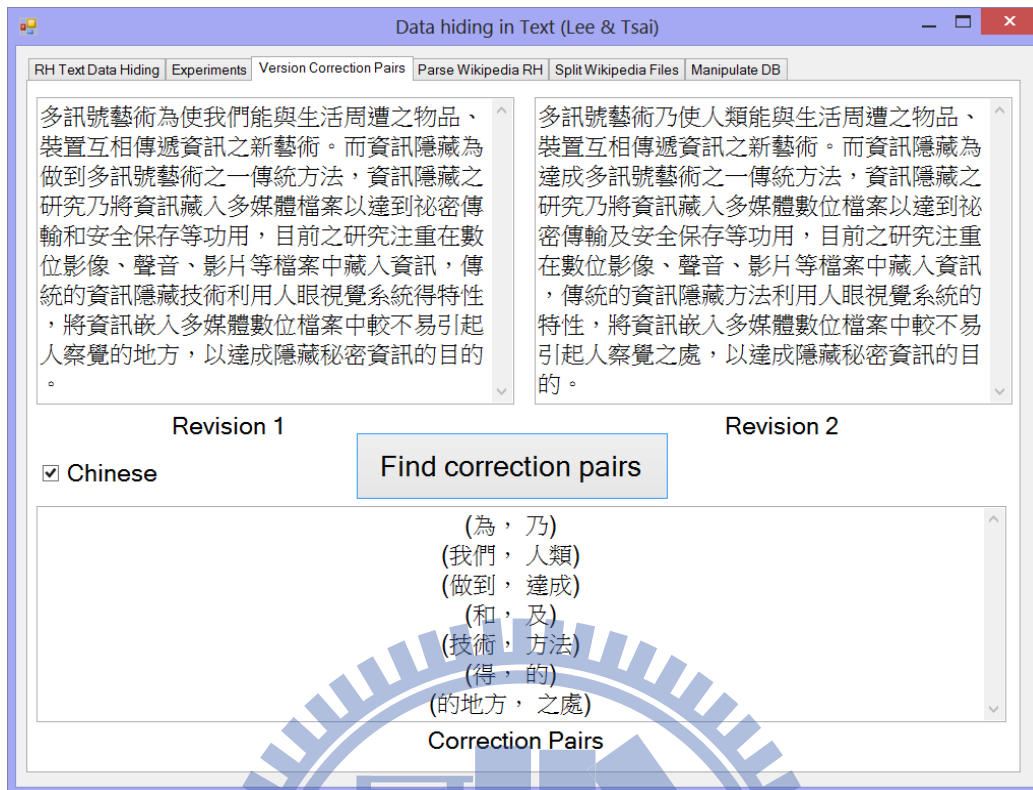 Data hiding in Text (Lee & Tsai)
RH Text Data Hiding Experiments Version Correction Pairs Parse Wikipedia RH Split Wikipedia Files Manipulate DB
多訊號藝術為使我們能與生活周遭之物品、
裝置互相傳遞資訊之新藝術。而資訊隱藏為
做到多訊號藝術之一傳統方法，資訊隱藏之
研究乃將資訊藏入多媒體檔案以達到祕密傳
輸和安全保存等功用，目前之研究注重在數
位影像、聲音、影片等檔案中藏入資訊，傳
統的資訊隱藏技術利用人眼視覺系統得特性
，將資訊嵌入多媒體數位檔案中較不易引起
人察覺的地方，以達成隱藏秘密資訊的目的
。
Revision 1
多訊號藝術乃使人類能與生活周遭之物品、
裝置互相傳遞資訊之新藝術。而資訊隱藏為
達成多訊號藝術之一傳統方法，資訊隱藏之
研究乃將資訊藏入多媒體數位檔案以達到祕
密傳輸及安全保存等功用，目前之研究注重
在數位影像、聲音、影片等檔案中藏入資訊
，傳統的資訊隱藏方法利用人眼視覺系統的
特性，將資訊嵌入多媒體數位檔案中較不易
引起人察覺之處，以達成隱藏秘密資訊的目
的。
Revision 2
Chinese
Find correction pairs
(為， 乃)
(我們， 人類)
(做到， 達成)
(和， 及)
(技術， 方法)
(得， 的)
(的地方， 之處)
Correction Pairs